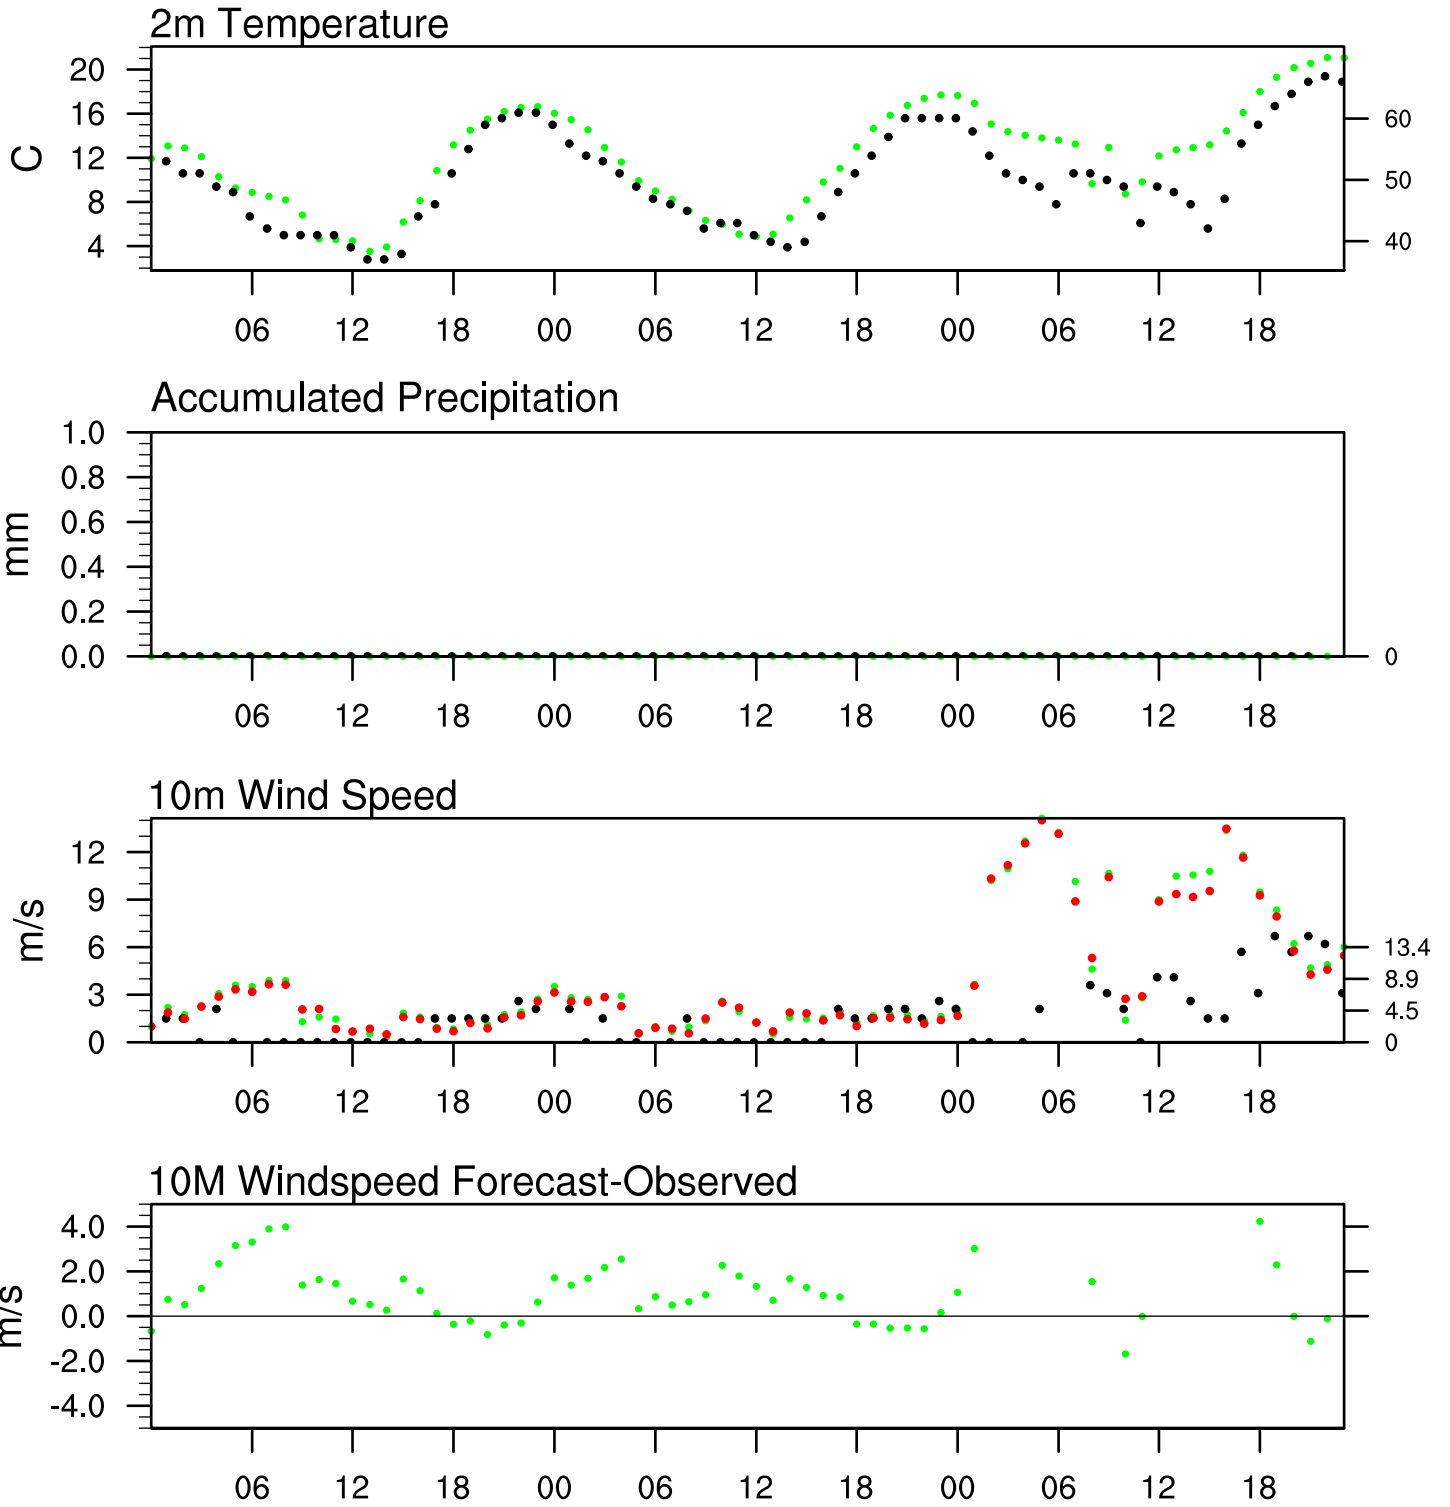 2m Temperature
20
16
12
8
4
C
60
50
40
06 12 18 00 06 12 18 00 06 12 18
Accumulated Precipitation
1.0
0.8
0.6
0.4
0.2
0.0
mm
0
06 12 18 00 06 12 18 00 06 12 18
10m Wind Speed
12
9
6
3
0
m/s
13.4
8.9
4.5
0
06 12 18 00 06 12 18 00 06 12 18
10M Windspeed Forecast-Observed
4.0
2.0
0.0
-2.0
-4.0
m/s
06 12 18 00 06 12 18 00 06 12 18